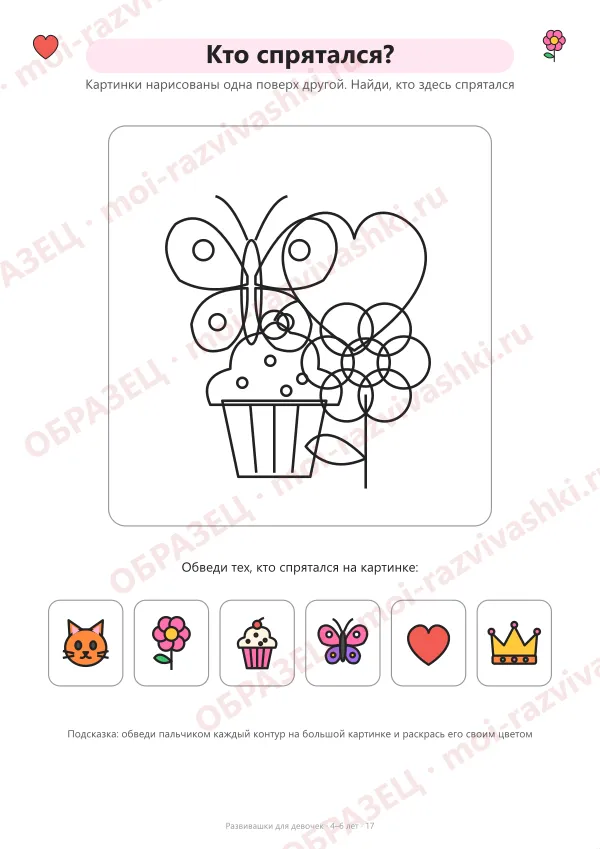 Кто спрятался?
Картинки нарисованы одна поверх другой. Найди, кто здесь спрятался
Обведи тех, кто спрятался на картинке:
Подсказка: обведи пальчиком каждый контур на большой картинке и раскрась его своим цветом
Развивашки для девочек · 4–6 лет · 17
ОБРАЗЕЦ · moi-razvivashki.ru